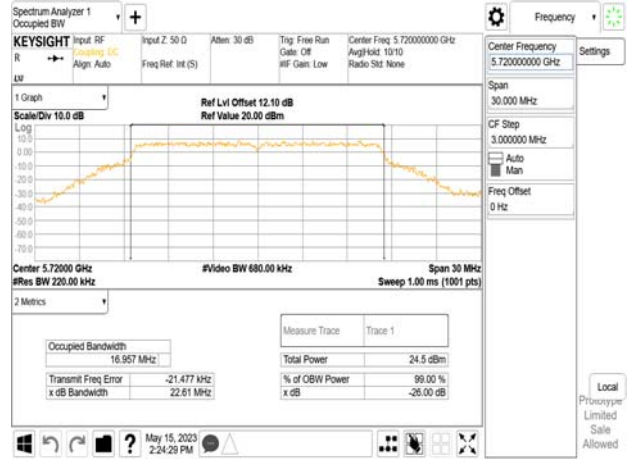 Spectrum Analyzer 1
Occupied BW
Frequency
KEYSIGHT
Input: RF
Coupling: DC
Align: Auto
Input Z: 50 Ω
Freq Ref: Int (S)
Atten: 30 dB
Trig: Free Run
Gate: Off
#IF Gain: Low
Center Freq: 5.720000000 GHz
Avg|Hold: 10/10
Radio Std: None
R
LVI
Center Frequency
5.720000000 GHz
Settings
Span
30.000 MHz
CF Step
3.000000 MHz
Auto
Man
Freq Offset
0 Hz
1 Graph
Scale/Div 10.0 dB
Ref Lvl Offset 12.10 dB
Ref Value 20.00 dBm
Log
10.0
0.00
-10.0
-20.0
-30.0
-40.0
-50.0
-60.0
-70.0
Center 5.72000 GHz
#Video BW 680.00 kHz
Span 30 MHz
#Res BW 220.00 kHz
Sweep 1.00 ms (1001 pts)
2 Metrics
Measure Trace
Trace 1
Occupied Bandwidth
16.957 MHz
Total Power
24.5 dBm
Transmit Freq Error
-21.477 kHz
% of OBW Power
99.00 %
x dB Bandwidth
22.61 MHz
x dB
-26.00 dB
Local
Prototype
Limited
Sale
Allowed
?
May 15, 2023
2:24:29 PM